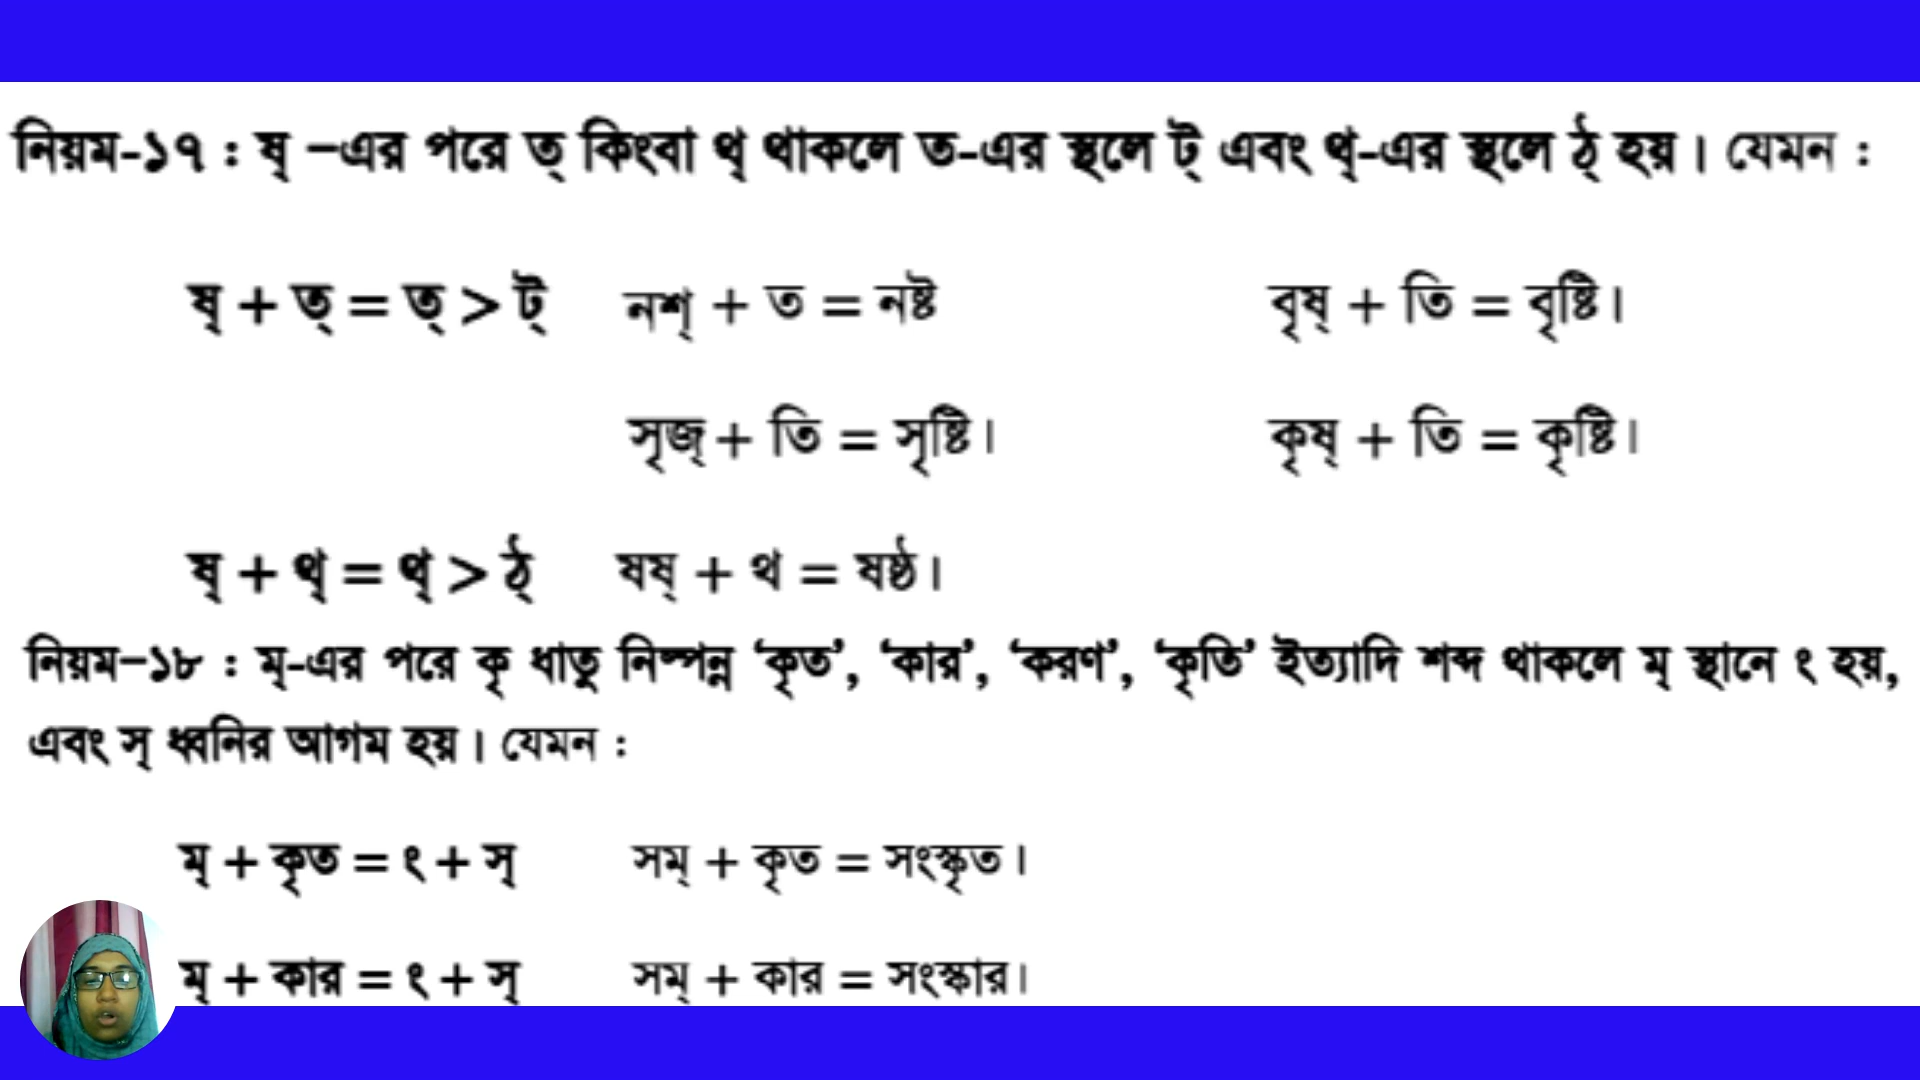 নিয়ম-১৭ : ষ্ –এর পরে ত্ কিংবা থ্ থাকলে ত-এর স্থলে ট্ এবং থ্-এর স্থলে ঠ্ হয়। যেমন :
ষ্ + ত্ = ত্ > ট্ নশ্ + ত = নষ্ট বৃষ্ + তি = বৃষ্টি।
সৃজ্ + তি = সৃষ্টি। কৃষ্ + তি = কৃষ্টি।
ষ্ + থ্ = থ্ > ঠ্ ষষ্ + থ = ষষ্ঠ।
নিয়ম–১৮ : ম্-এর পরে কৃ ধাতু নিষ্পন্ন ‘কৃত’, ‘কার’, ‘করণ’, ‘কৃতি’ ইত্যাদি শব্দ থাকলে ম্ স্থানে ং হয়,
এবং স্ ধ্বনির আগম হয়। যেমন :
ম্ + কৃত = ং + স্ সম্ + কৃত = সংস্কৃত।
ম্ + কার = ং + স্ সম্ + কার = সংস্কার।